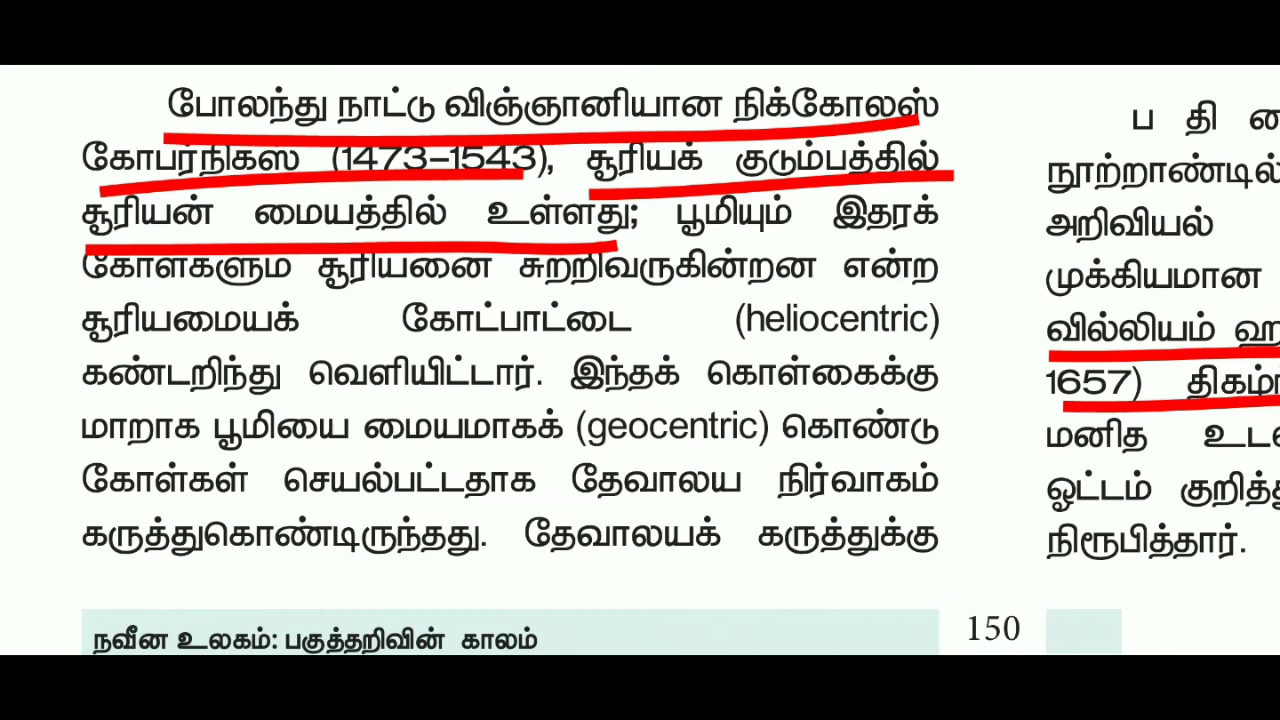 போலந்து நாட்டு விஞ்ஞானியான நிக்கோலஸ்
கோபர்நிகஸ் (1473–1543), சூரியக் குடும்பத்தில்
சூரியன் மையத்தில் உள்ளது; பூமியும் இதரக்
கோள்களும் சூரியனை சுற்றிவருகின்றன என்ற
சூரியமையக் கோட்பாட்டை (heliocentric)
கண்டறிந்து வெளியிட்டார். இந்தக் கொள்கைக்கு
மாறாக பூமியை மையமாகக் (geocentric) கொண்டு
கோள்கள் செயல்பட்டதாக தேவாலய நிர்வாகம்
கருத்துகொண்டிருந்தது. தேவாலயக் கருத்துக்கு
நவீன உலகம்: பகுத்தறிவின் காலம்
150
ப தி
நூற்றாண்டில்
அறிவியல்
முக்கியமான
வில்லியம்
1657)
மனித
ஓட்டம்
நிரூபித்தார்.